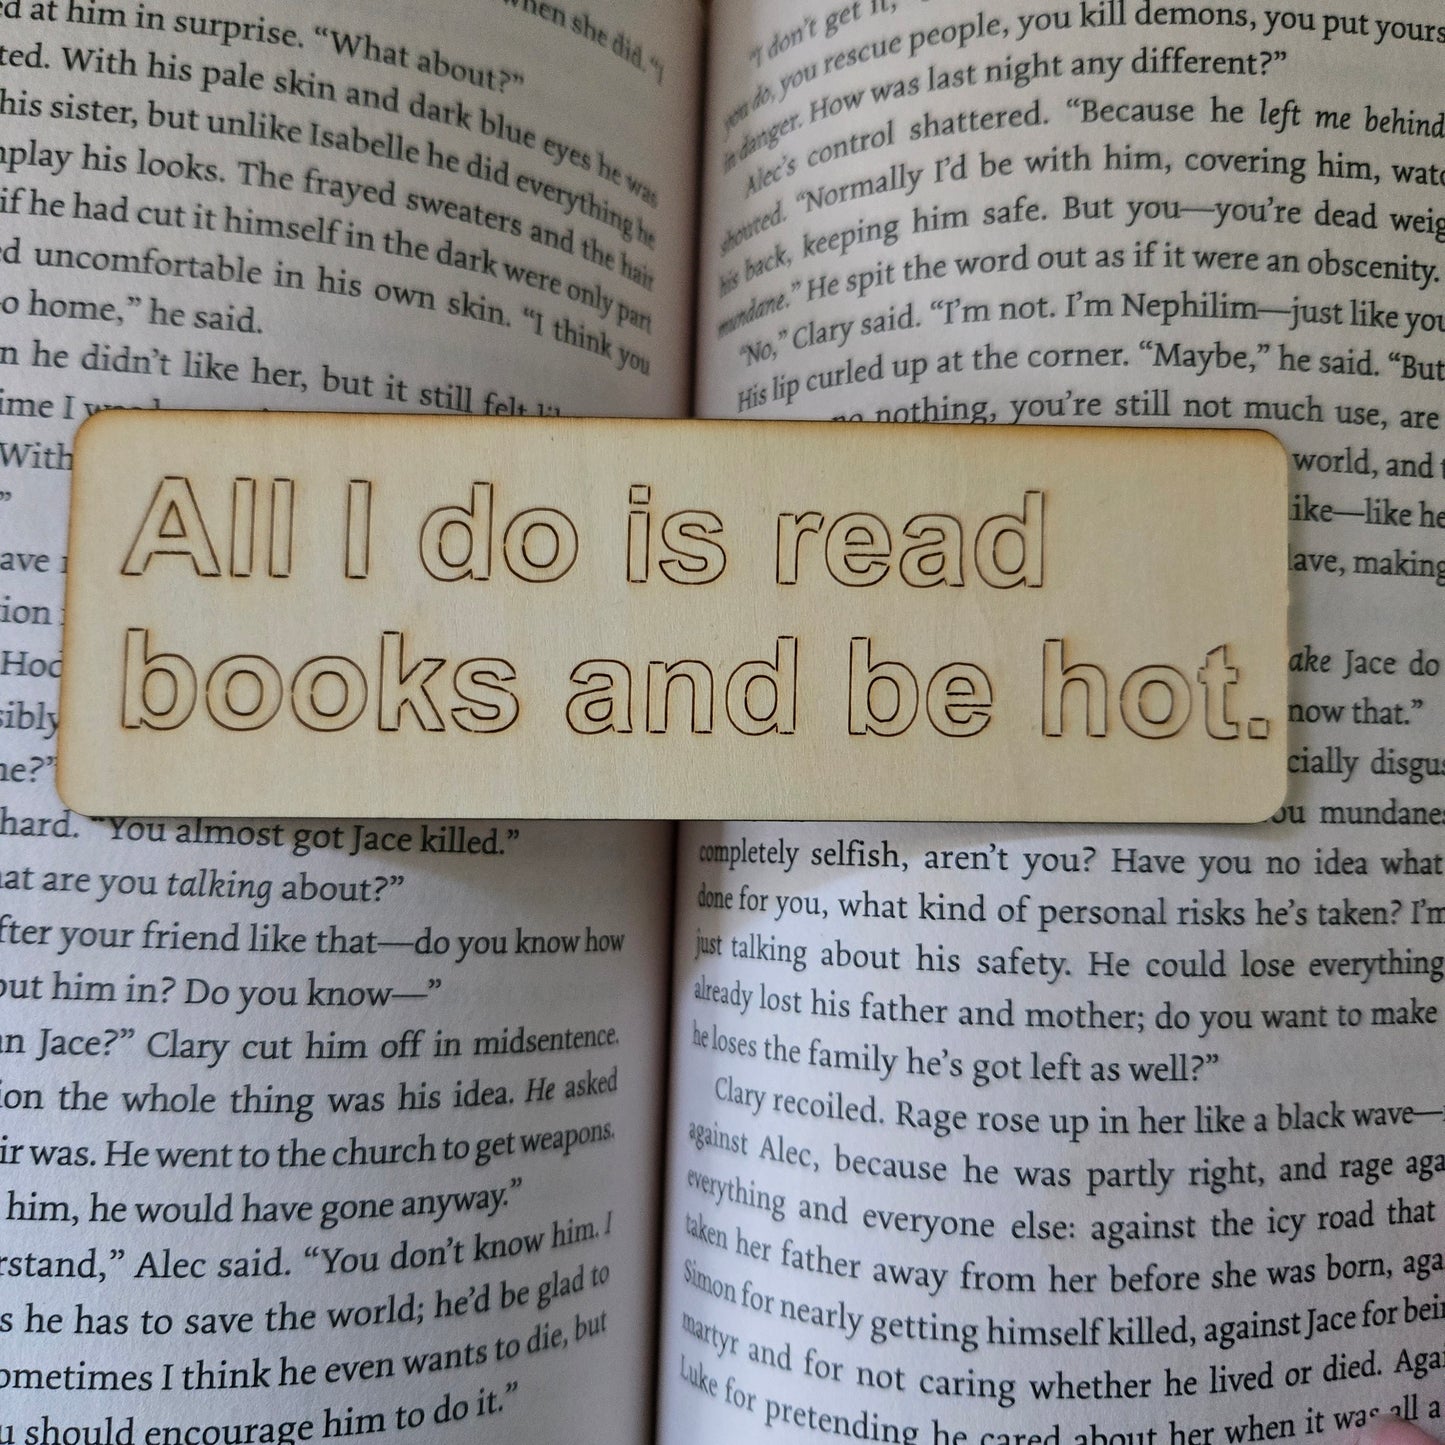 d at him in surprise. “What about?”
ted. With his pale skin and dark blue eyes he was
his sister, but unlike Isabelle he did everything he
nplay his looks. The frayed sweaters and the hair
if he had cut it himself in the dark were only part
d uncomfortable in his own skin. “I think you
o home,” he said.
n he didn’t like her, but it still felt
ime I
With
”
ave
tion
Hod
sibly
ne?”
hard. “You almost got Jace killed.”
at are you talking about?”
fter your friend like that—do you know how
out him in? Do you know—”
n Jace?” Clary cut him off in midsentence.
ion the whole thing was his idea. He asked
ir was. He went to the church to get weapons.
him, he would have gone anyway.”
rstand,” Alec said. “You don’t know him. I
s he has to save the world; he’d be glad to
ometimes I think he even wants to die, but
u should encourage him to do it.”
when she did. “I
All I do is read
books and be hot.
“I don’t get it,”
you do, you rescue people, you kill demons, you put yours
in danger. How was last night any different?”
Alec’s control shattered. “Because he left me behind
shouted. “Normally I’d be with him, covering him, watc
his back, keeping him safe. But you—you’re dead weig
mundane.” He spit the word out as if it were an obscenity.
“No,” Clary said. “I’m not. I’m Nephilim—just like you
His lip curled up at the corner. “Maybe,” he said. “But
no nothing, you’re still not much use, are
world, and t
ike—like he
lave, making
ake Jace do
now that.”
cially disgus
ou mundanes
completely selfish, aren’t you? Have you no idea what
done for you, what kind of personal risks he’s taken? I’m
just talking about his safety. He could lose everything
already lost his father and mother; do you want to make
he loses the family he’s got left as well?”
Clary recoiled. Rage rose up in her like a black wave—
against Alec, because he was partly right, and rage aga
everything and everyone else: against the icy road that
taken her father away from her before she was born, aga
Simon for nearly getting himself killed, against Jace for bein
martyr and for not caring whether he lived or died. Agai
Luke for pretending he cared about her when it was all a